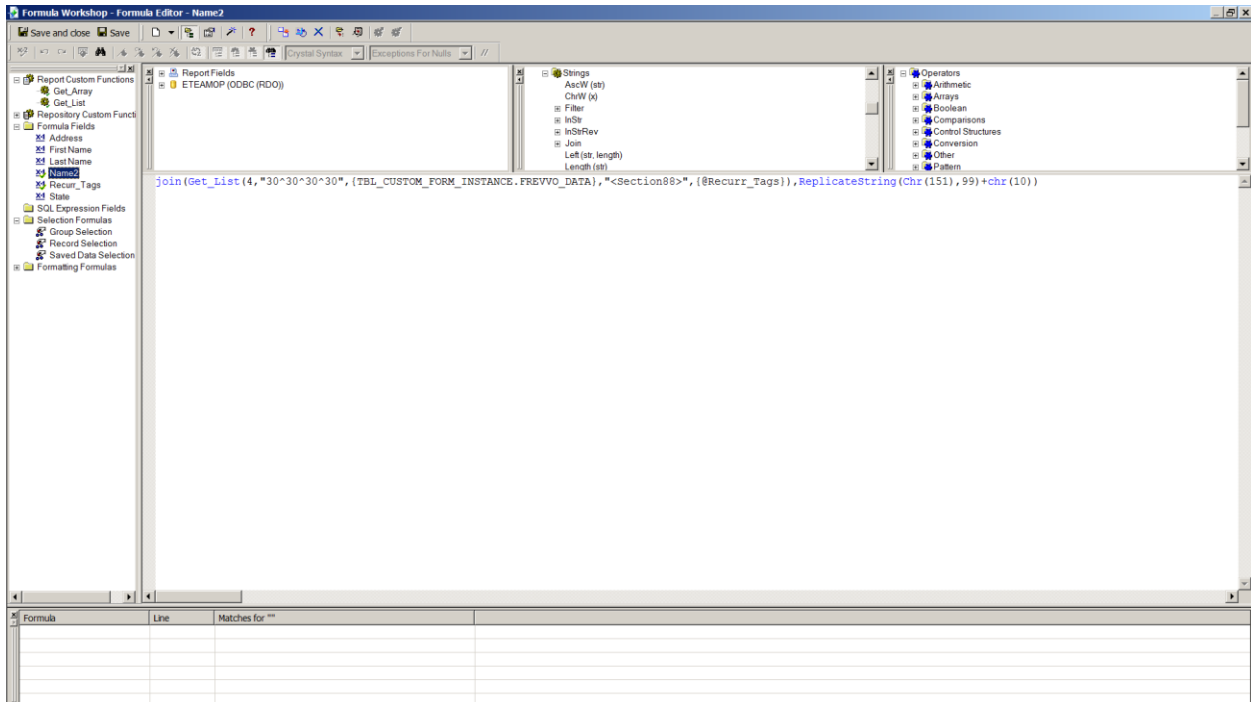 Formula Workshop - Formula Editor - Name2
Save and close Save
Crystal Syntax Exceptions For Nulls //
Report Custom Functions
Get_Array
Get_List
Repository Custom Functi
Formula Fields
Address
First Name
Last Name
Name2
Recurr_Tags
State
SQL Expression Fields
Selection Formulas
Group Selection
Record Selection
Saved Data Selection
Formatting Formulas
Report Fields
ETEAMOP (ODBC (RDO))
Strings
AscW (str)
ChrW (x)
Filter
InStr
InStrRev
Join
Left (str, length)
Length (str)
Operators
Arithmetic
Arrays
Boolean
Comparisons
Control Structures
Conversion
Other
Pattern
join(Get_List(4,"30^30^30^30",{TBL_CUSTOM_FORM_INSTANCE.FREVVO_DATA},"<Section88>",{@Recurr_Tags}),ReplicateString(Chr(151),99)+chr(10))
Formula Line Matches for ""